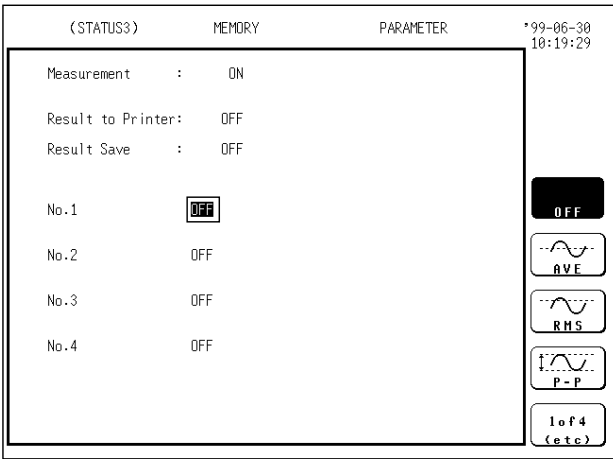 (STATUS3) MEMORY PARAMETER '99-06-30
10:19:29
Measurement : ON
Result to Printer: OFF
Result Save : OFF
No.1 OFF
OFF
No.2 OFF
AVE
No.3 OFF
RMS
No.4 OFF
P-P
1of4
(etc)